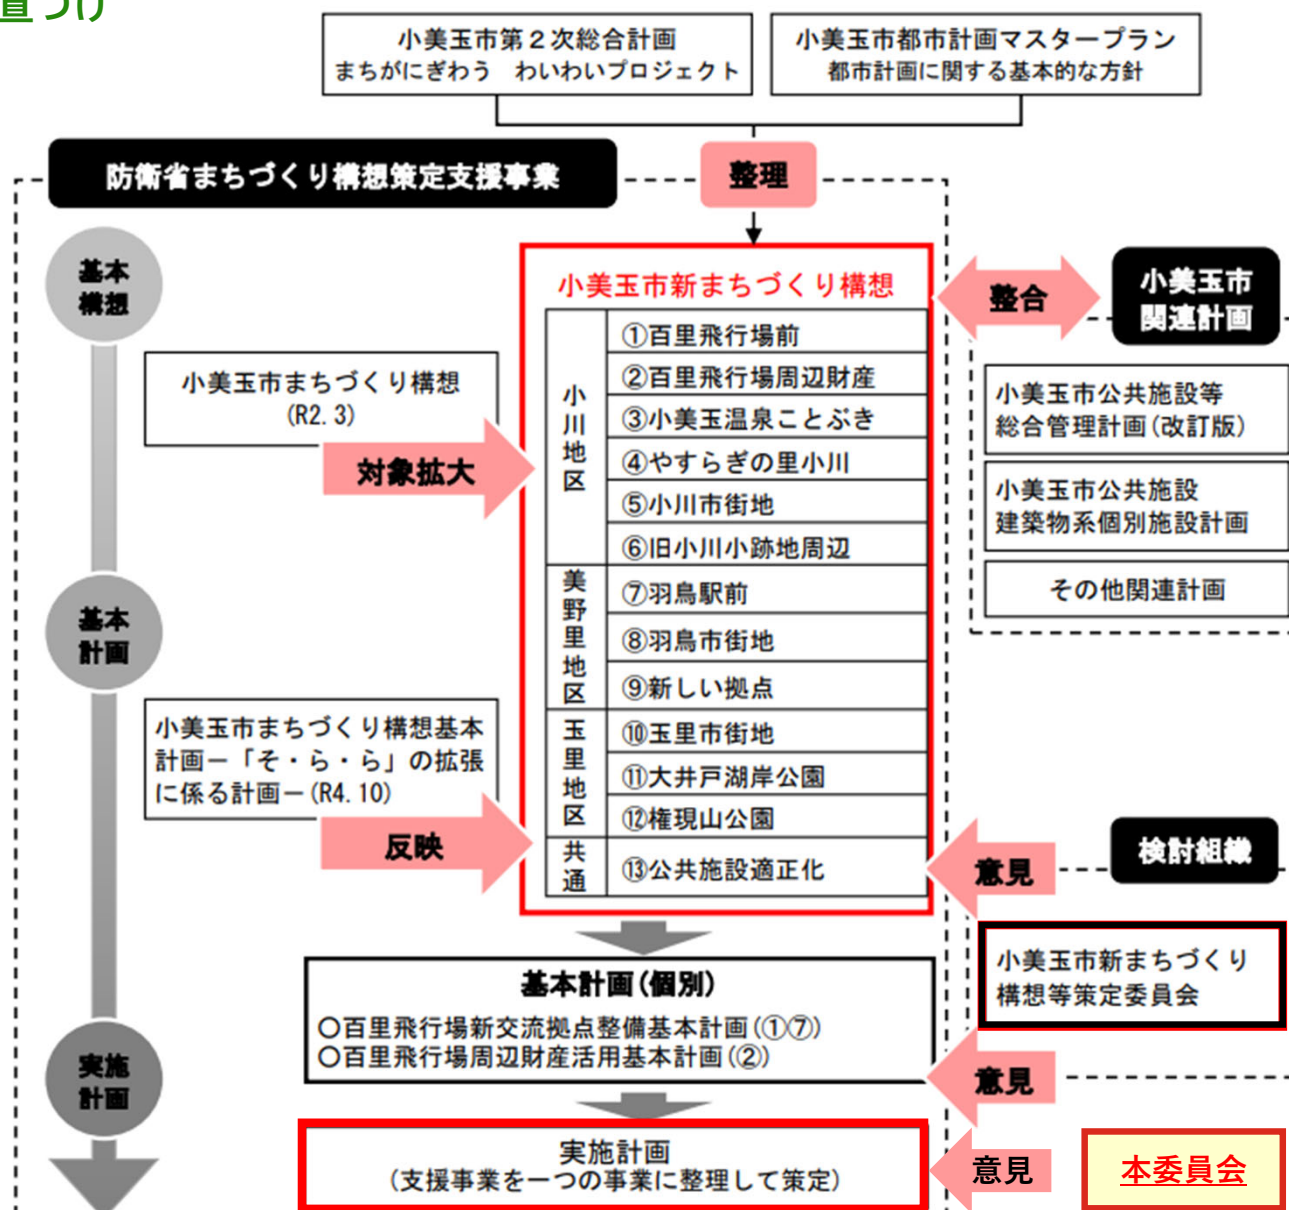 置づけ
小美玉市第２次総合計画
まちがにぎわう　わいわいプロジェクト
小美玉市都市計画マスタープラン
都市計画に関する基本的な方針
防衛省まちづくり構想策定支援事業
整理
基本
構想
小美玉市新まちづくり構想
整合
小美玉市
関連計画
小川地区
①百里飛行場前
②百里飛行場周辺財産
③小美玉温泉ことぶき
④やすらぎの里小川
⑤小川市街地
⑥旧小川小跡地周辺
美野里地区
⑦羽鳥駅前
⑧羽鳥市街地
⑨新しい拠点
玉里地区
⑩玉里市街地
⑪大井戸湖岸公園
⑫権現山公園
共通
⑬公共施設適正化
小美玉市まちづくり構想
(R2.3)
対象拡大
小美玉市公共施設等
総合管理計画(改訂版)
小美玉市公共施設
建築物系個別施設計画
その他関連計画
基本
計画
小美玉市まちづくり構想基本
計画－「そ・ら・ら」の拡張
に係る計画－(R4.10)
反映
意見
検討組織
小美玉市新まちづくり
構想等策定委員会
基本計画(個別)
〇百里飛行場新交流拠点整備基本計画(①⑦)
〇百里飛行場周辺財産活用基本計画(②)
意見
実施
計画
実施計画
(支援事業を一つの事業に整理して策定)
意見
本委員会